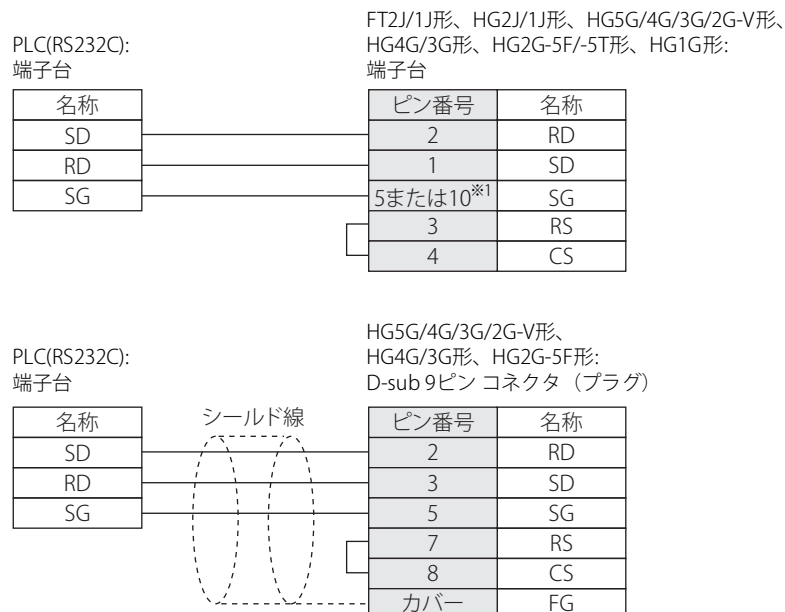 FT2J/1J形、HG2J/1J形、HG5G/4G/3G/2G-V形、
PLC(RS232C):
HG4G/3G形、HG2G-5F/-5T形、HG1G形:
端子台
端子台
名称
ピン番号
名称
SD
2
RD
RD
1
SD
SG
5または10※1
SG
3
RS
4
CS
HG5G/4G/3G/2G-V形、
PLC(RS232C):
HG4G/3G形、HG2G-5F形:
端子台
D-sub 9ピン コネクタ（プラグ）
名称
シールド線
ピン番号
名称
SD
2
RD
RD
3
SD
SG
5
SG
7
RS
8
CS
カバー
FG